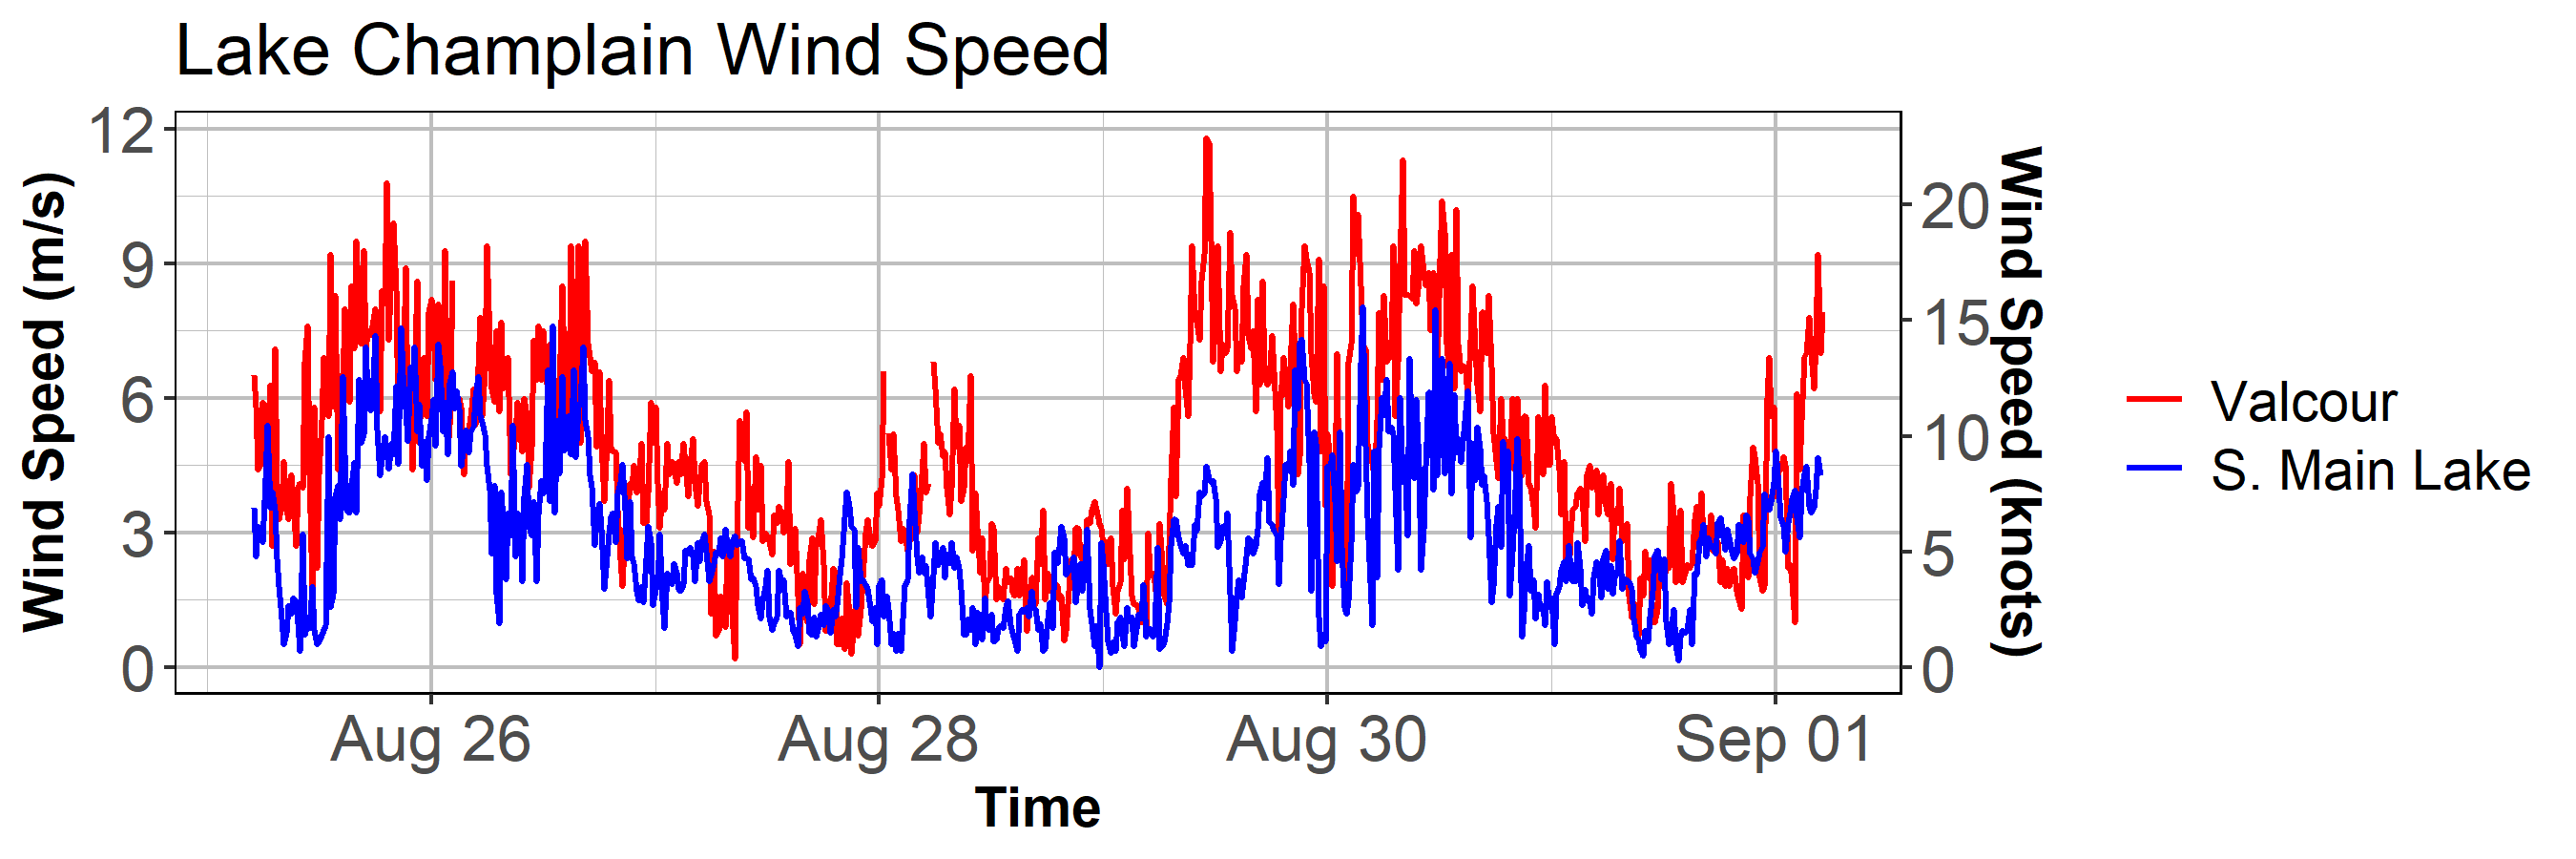 Lake Champlain Wind Speed
Wind Speed (m/s)
12
9
6
3
0
20
15
10
5
0
Wind Speed (knots)
Aug 26
Aug 28
Aug 30
Sep 01
Time
Valcour
S. Main Lake